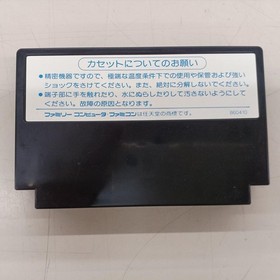 カセットについてのお願い
●精密機器ですので、極端な温度条件下での使用や保管および強い
ショックをさけてください。また、絶対に分解しないでください。
●端子部に手を触れたり、水にぬらしたりして汚さないようにして
ください。故障の原因となります。
ファミリー コンピュータ・ファミコンは任天堂の商標です。